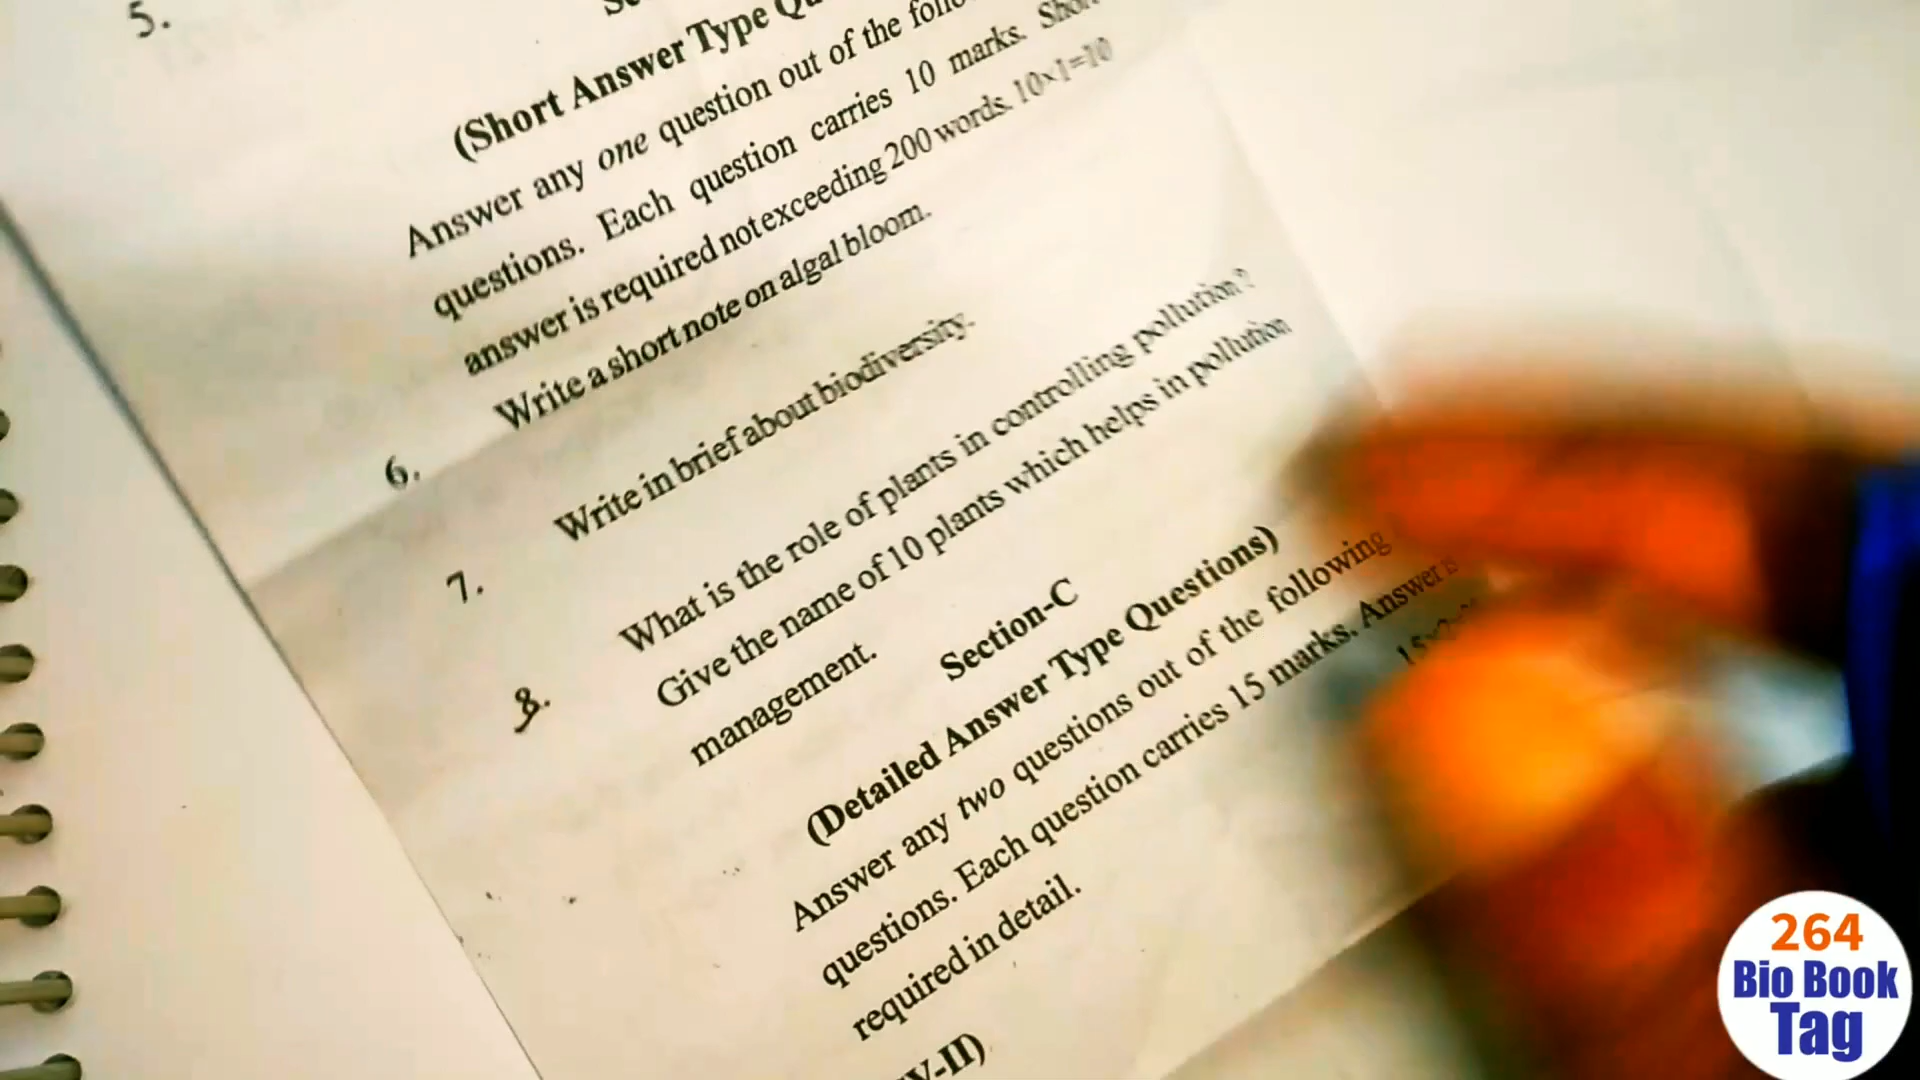 5.
(Short Answer Type
Answer any one question out of the
questions. Each question carries 10 marks.
answer is required not exceeding 200 words. 10×1=10
6. Write a short note on algal bloom.
7. Write in brief about biodiversity.
8. What is the role of plants in controlling pollution?
Give the name of 10 plants which helps in pollution
management.
Section-C
(Detailed Answer Type Questions)
Answer any two questions out of the following
questions. Each question carries 15 marks. Answer is
required in detail.
V-II)
264
Bio Book
Tag